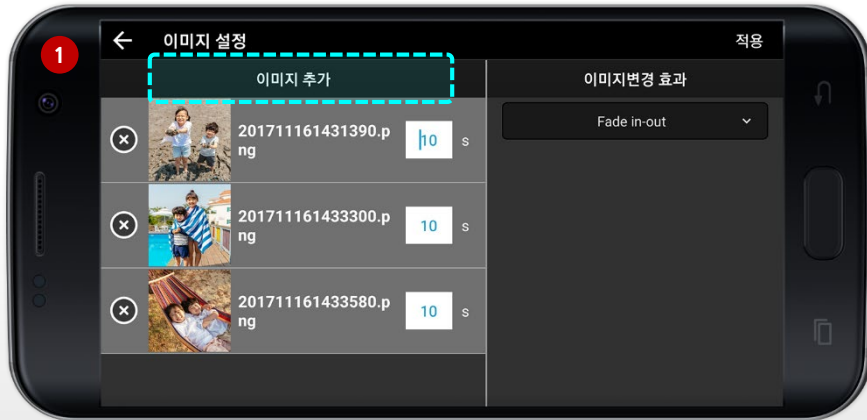 1
이미지 설정
적용
이미지 추가
이미지변경 효과
201711161431390.p
ng
10 s
Fade in-out
201711161433300.p
ng
10 s
201711161433580.p
ng
10 s